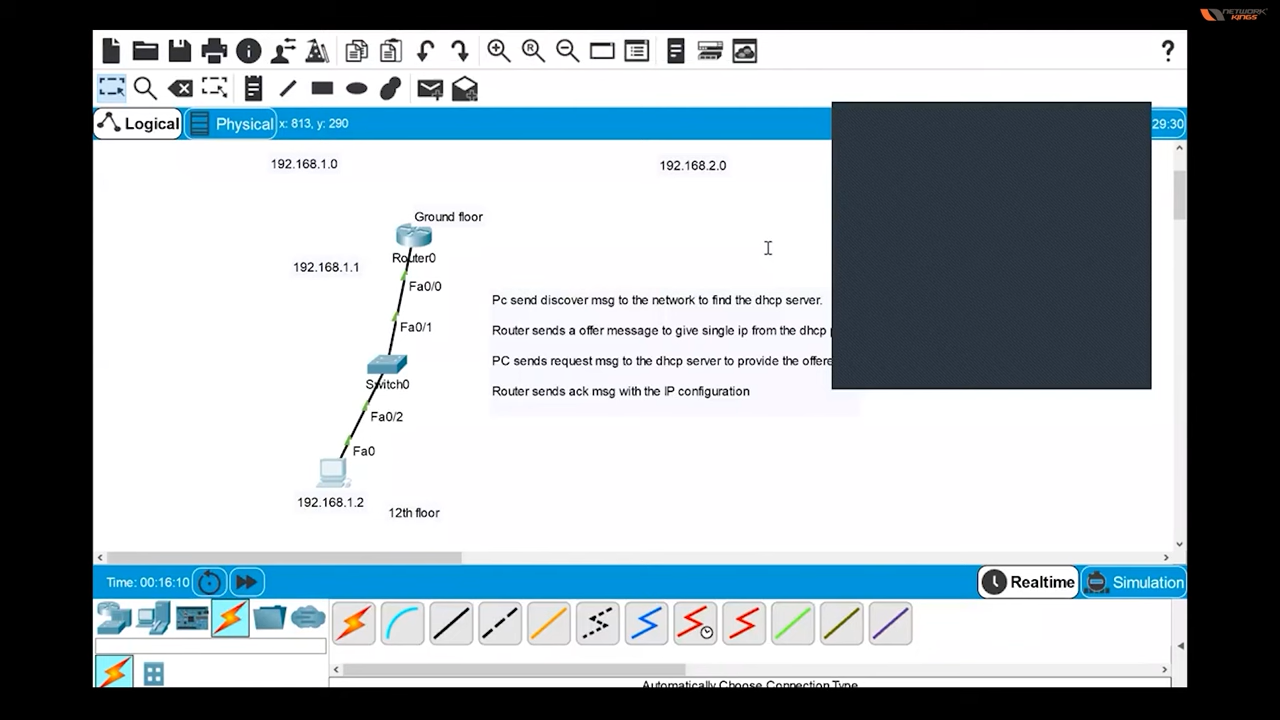 NETWORK
KINGS
?
Logical
Physical
x: 813, y: 290
29:30
192.168.1.0
192.168.2.0
Ground floor
Router0
192.168.1.1
Fa0/0
Fa0/1
Switch0
Fa0/2
Fa0
192.168.1.2
12th floor
Pc send discover msg to the network to find the dhcp server.
Router sends a offer message to give single ip from the dhcp
PC sends request msg to the dhcp server to provide the offere
Router sends ack msg with the IP configuration
Time: 00:16:10
Realtime
Simulation
Automatically Choose Connection Type